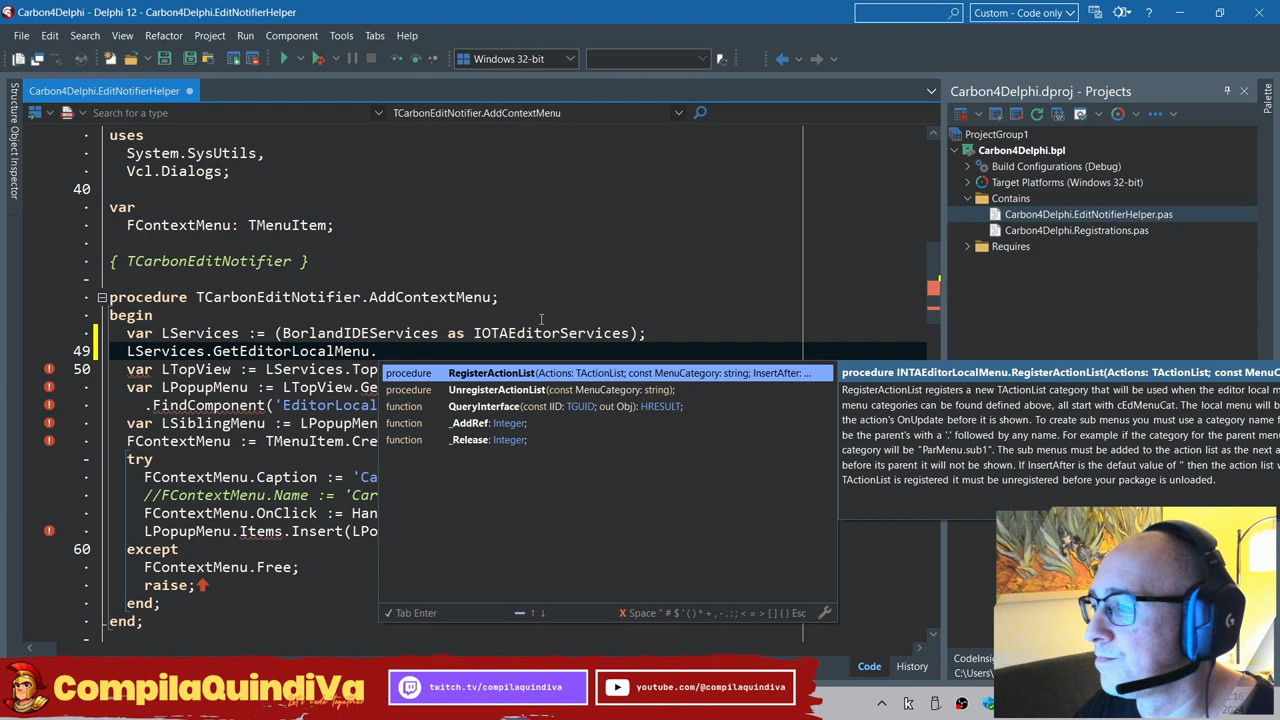 Carbon4Delphi - Delphi 12 - Carbon4Delphi.EditNotifierHelper
Custom - Code only
File Edit Search View Refactor Project Run Component Tools Tabs Help
Windows 32-bit
Carbon4Delphi.EditNotifierHelper
Carbon4Delphi.dproj - Projects
Structure Object Inspector
Palette
Search for a type
TCarbonEditNotifier.AddContextMenu
uses
System.SysUtils,
Vcl.Dialogs;
40
var
FContextMenu: TMenuItem;
{ TCarbonEditNotifier }
procedure TCarbonEditNotifier.AddContextMenu;
begin
var LServices := (BorlandIDEServices as IOTAEditorServices);
49 LServices.GetEditorLocalMenu.
50 var LTopView := LServices.Top
var LPopupMenu := LTopView.Ge
.FindComponent('EditorLocal
var LSiblingMenu := LPopupMen
FContextMenu := TMenuItem.Cre
try
FContextMenu.Caption := 'Ca
//FContextMenu.Name := 'Car
FContextMenu.OnClick := Han
LPopupMenu.Items.Insert(LPo
60 except
FContextMenu.Free;
raise;
end;
end;
procedure RegisterActionList(Actions: TActionList; const MenuCategory: string; InsertAfter: ...
procedure UnregisterActionList(const MenuCategory: string);
function QueryInterface(const IID: TGUID; out Obj): HRESULT;
function _AddRef: Integer;
function _Release: Integer;
Tab Enter
Space " # $ ' ( ) * + , - . : ; < = > [ ] { } Esc
procedure INTAEditorLocalMenu.RegisterActionList(Actions: TActionList; const MenuC
RegisterActionList registers a new TActionList category that will be used when the editor local m
menu categories can be found defined above, all start with cEdMenuCat. The local menu will
the action's OnUpdate before it is shown. To create sub menus you must use a category name
be the parent's with a '.' followed by any name. For example if the category for the parent menu
category will be "ParMenu.sub1". The sub menus must be added to the action list as the next a
before its parent it will not be shown. If InsertAfter is the defaut value of '' then the action list
TActionList is registered it must be unregistered before your package is unloaded.
ProjectGroup1
Carbon4Delphi.bpl
Build Configurations (Debug)
Target Platforms (Windows 32-bit)
Contains
Carbon4Delphi.EditNotifierHelper.pas
Carbon4Delphi.Registrations.pas
Requires
Code History
CodeInsi
C:\Users\
CompilaQuindiVa
Let's code Together
twitch.tv/compilaquindiva
youtube.com/@compilaquindiva